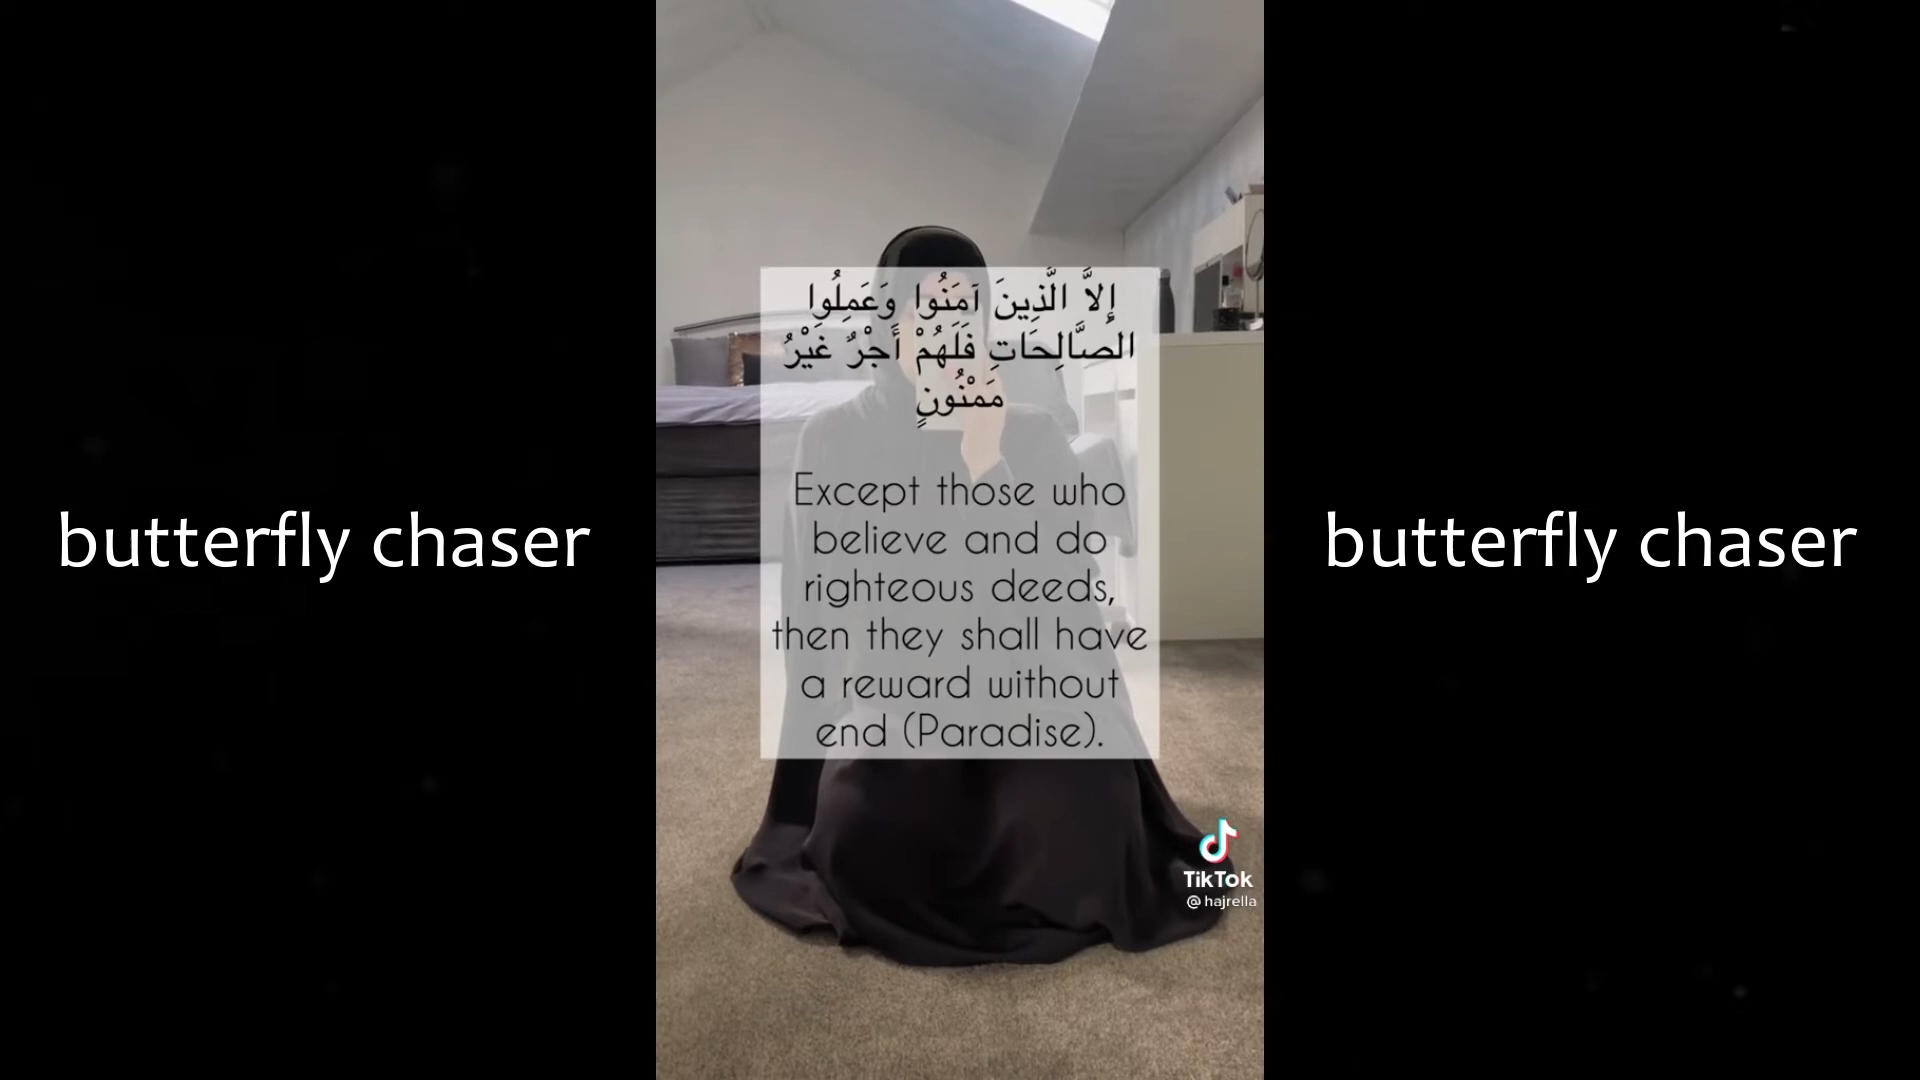 butterfly chaser
إِلاَّ الَّذِينَ آمَنُوا وَعَمِلُوا
الصَّالِحَاتِ فَلَهُمْ أَجْرٌ غَيْرُ
مَمْنُونٍ
Except those who
believe and do
righteous deeds,
then they shall have
a reward without
end (Paradise).
TikTok
@hajrella
butterfly chaser